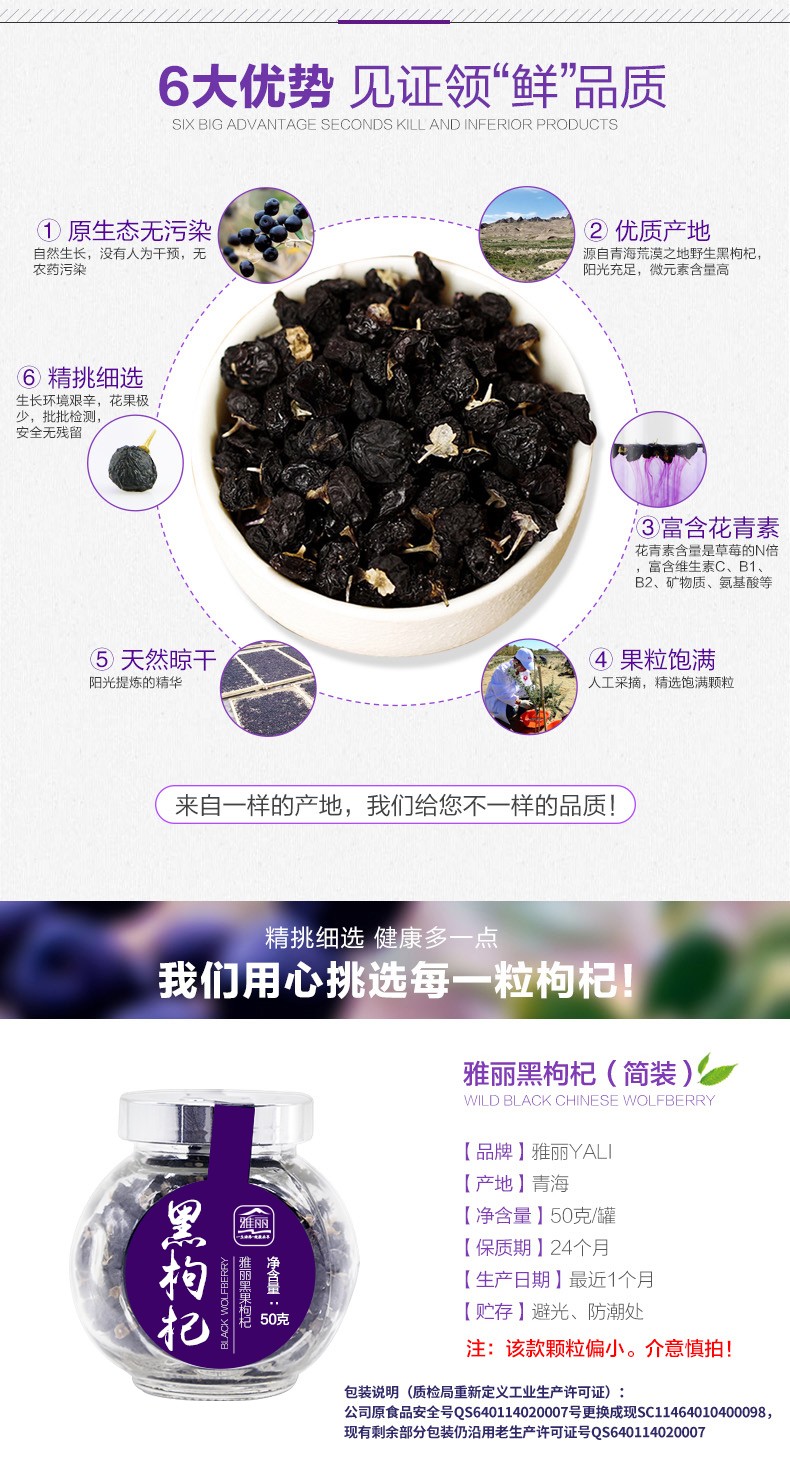 6大优势 见证领“鲜”品质
SIX BIG ADVANTAGE SECONDS KILL AND INFERIOR PRODUCTS
① 原生态无污染
自然生长，没有人为干预，无
农药污染
② 优质产地
源自青海荒漠之地野生黑枸杞，
阳光充足，微元素含量高
⑥ 精挑细选
生长环境艰辛，花果极
少，批批检测，
安全无残留
③富含花青素
花青素含量是草莓的N倍
，富含维生素C、B1、
B2、矿物质、氨基酸等
⑤ 天然晾干
阳光提炼的精华
④ 果粒饱满
人工采摘，精选饱满颗粒
来自一样的产地，我们给您不一样的品质！
精挑细选 健康多一点
我们用心挑选每一粒枸杞！
雅丽黑枸杞（简装）
WILD BLACK CHINESE WOLFBERRY
【品牌】雅丽YALI
【产地】青海
【净含量】50克/罐
【保质期】24个月
【生产日期】最近1个月
【贮存】避光、防潮处
注：该款颗粒偏小。介意慎拍！
黑枸杞
BLACK WOLFBERRY
雅丽
雅丽黑果枸杞
净含量：
50克
包装说明（质检局重新定义工业生产许可证）：
公司原食品安全号QS640114020007号更换成现SC11464010400098，
现有剩余部分包装仍沿用老生产许可证号QS640114020007